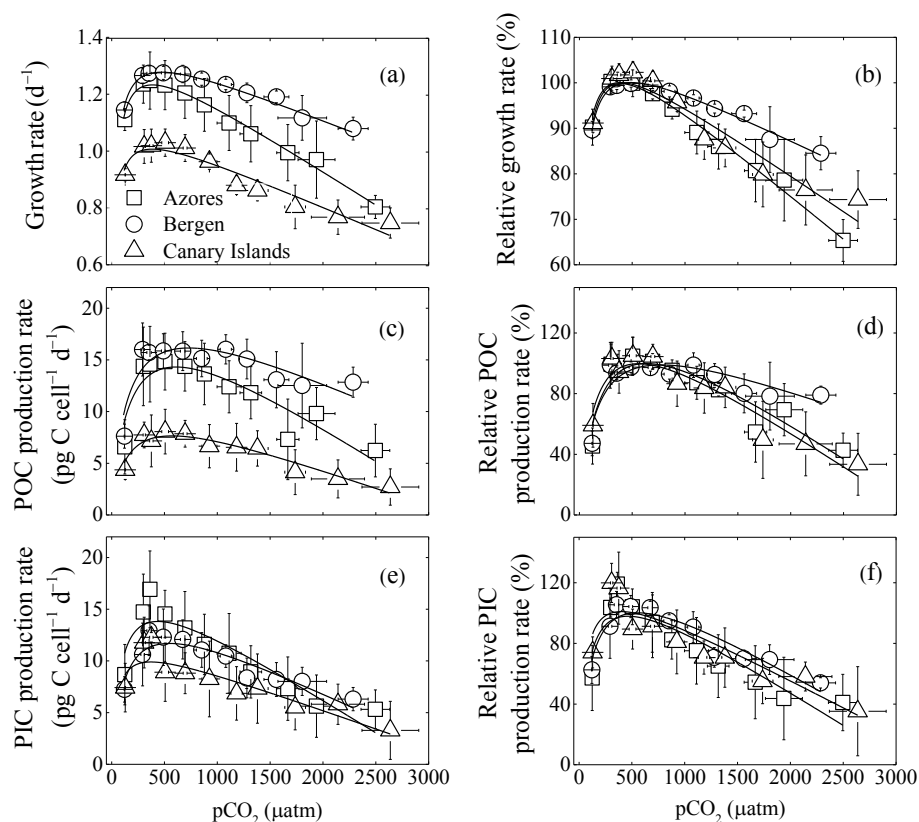 1.4
1.2
1.0
0.8
0.6
Growth rate (d⁻¹)
(a)
Azores
Bergen
Canary Islands
110
100
90
80
70
60
Relative growth rate (%)
(b)
20
15
10
5
0
POC production rate
(pg C cell⁻¹ d⁻¹)
(c)
120
80
40
0
Relative POC
production rate (%)
(d)
20
15
10
5
0
PIC production rate
(pg C cell⁻¹ d⁻¹)
(e)
0 500 1000 1500 2000 2500 3000
pCO₂ (µatm)
120
80
40
0
Relative PIC
production rate (%)
(f)
0 500 1000 1500 2000 2500 3000
pCO₂ (µatm)